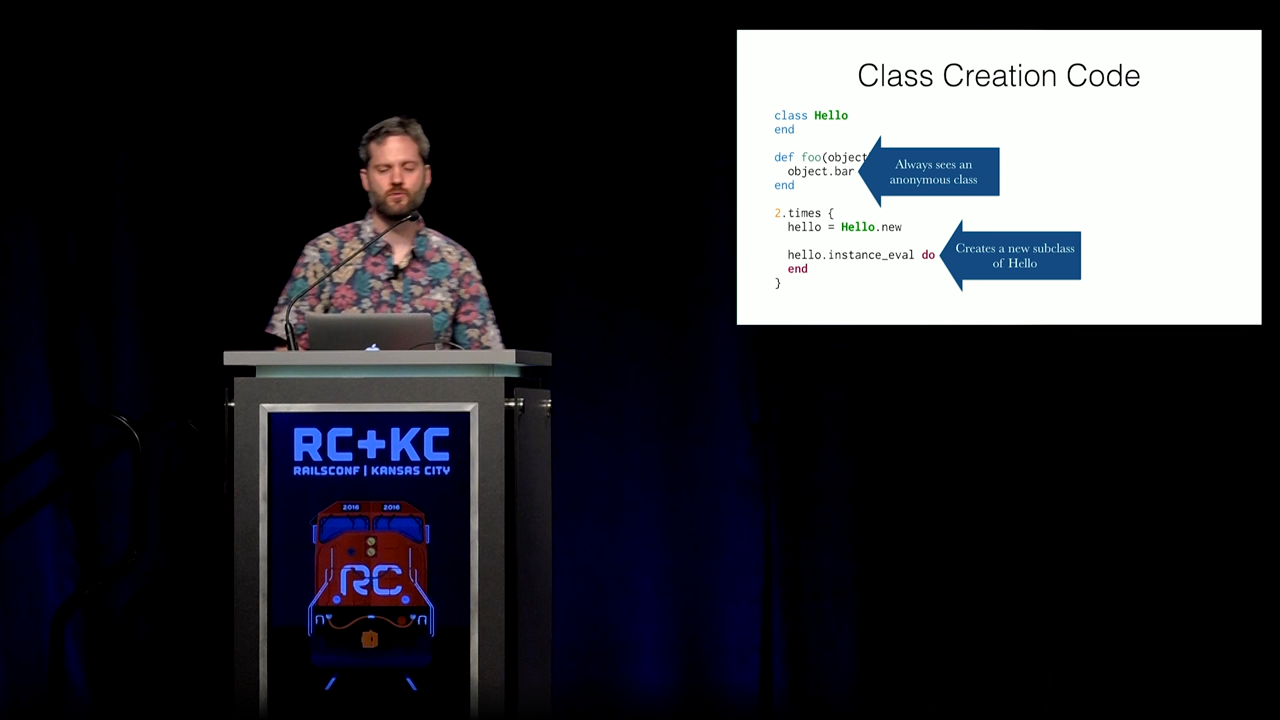 Class Creation Code
class Hello
end
def foo(object
object.bar
end
Always sees an
anonymous class
2.times {
hello = Hello.new
hello.instance_eval do
end
}
Creates a new subclass
of Hello
RC+KC
RAILSCONF | KANSAS CITY
2016 2016
RC